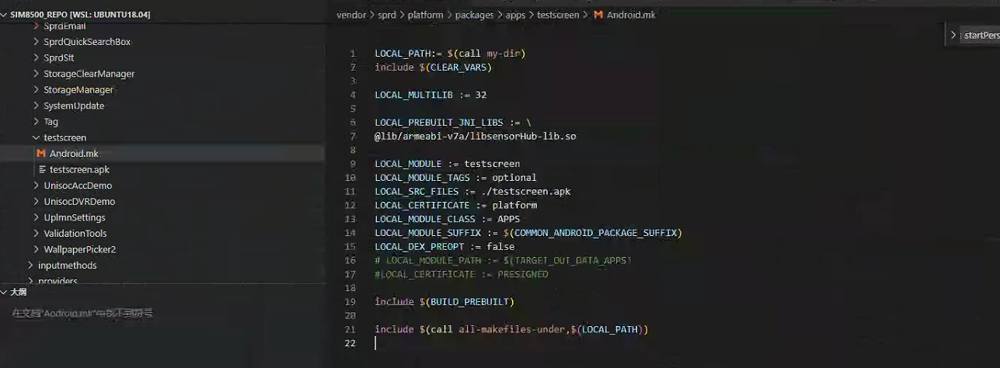 SIM8500_REPO [WSL: UBUNTU18.04]
SprdEmail
SprdQuickSearchBox
SprdStt
StorageClearManager
StorageManager
SystemUpdate
Tag
testscreen
Android.mk
testscreen.apk
UnisocAccDemo
UnisocDVRDemo
UplmnSettings
ValidationTools
WallpaperPicker2
inputmethods
providers
大纲
在文档"Android.mk"中找不到符号
vendor > sprd > platform > packages > apps > testscreen > Android.mk
startPers
1 LOCAL_PATH:= $(call my-dir)
2 include $(CLEAR_VARS)
3
4 LOCAL_MULTILIB := 32
5
6 LOCAL_PREBUILT_JNI_LIBS := \
7 @lib/armeabi-v7a/libsensorHub-lib.so
8
9 LOCAL_MODULE := testscreen
10 LOCAL_MODULE_TAGS := optional
11 LOCAL_SRC_FILES := ./testscreen.apk
12 LOCAL_CERTIFICATE := platform
13 LOCAL_MODULE_CLASS := APPS
14 LOCAL_MODULE_SUFFIX := $(COMMON_ANDROID_PACKAGE_SUFFIX)
15 LOCAL_DEX_PREOPT := false
16 # LOCAL_MODULE_PATH := $(TARGET_OUT_DATA_APPS)
17 #LOCAL_CERTIFICATE := PRESIGNED
18
19 include $(BUILD_PREBUILT)
20
21 include $(call all-makefiles-under,$(LOCAL_PATH))
22